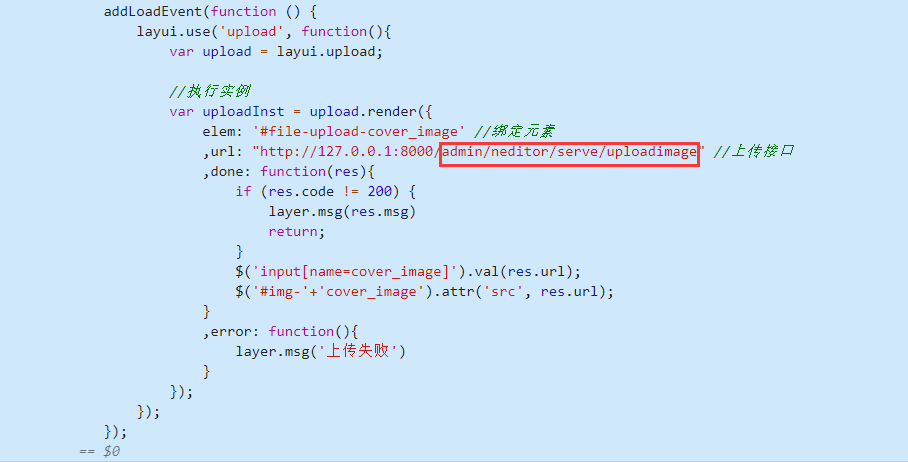 addLoadEvent(function () {
layui.use('upload', function(){
var upload = layui.upload;
//执行实例
var uploadInst = upload.render({
elem: '#file-upload-cover_image' //绑定元素
,url: "http://127.0.0.1:8000/admin/neditor/serve/uploadimage" //上传接口
,done: function(res){
if (res.code != 200) {
layer.msg(res.msg)
return;
}
$('input[name=cover_image]').val(res.url);
$('#img-'+'cover_image').attr('src', res.url);
}
,error: function(){
layer.msg('上传失败')
}
});
});
});
== $0